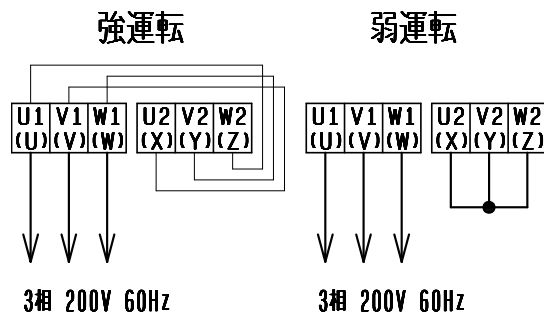 強運転 弱運転
U1 V1 W1 U2 V2 W2 U1 V1 W1 U2 V2 W2
(U) (V) (W) (X) (Y) (Z) (U) (V) (W) (X) (Y) (Z)
3相 200V 60Hz 3相 200V 60Hz